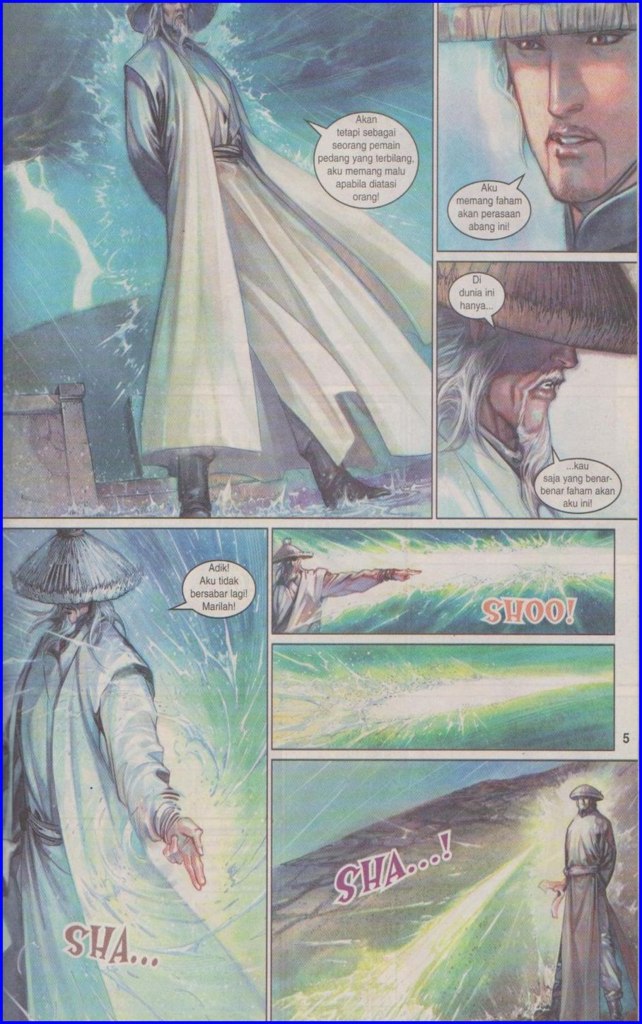 Akan
tetapi sebagai
seorang pemain
pedang yang terbilang,
aku memang malu
apabila diatasi
orang!
Aku
memang faham
akan perasaan
abang ini!
Di
dunia ini
hanya...
...kau
saja yang benar-
benar faham akan
aku ini!
Adik!
Aku tidak
bersabar lagi!
Marilah!
SHA...
SHOO!
5
SHA...!